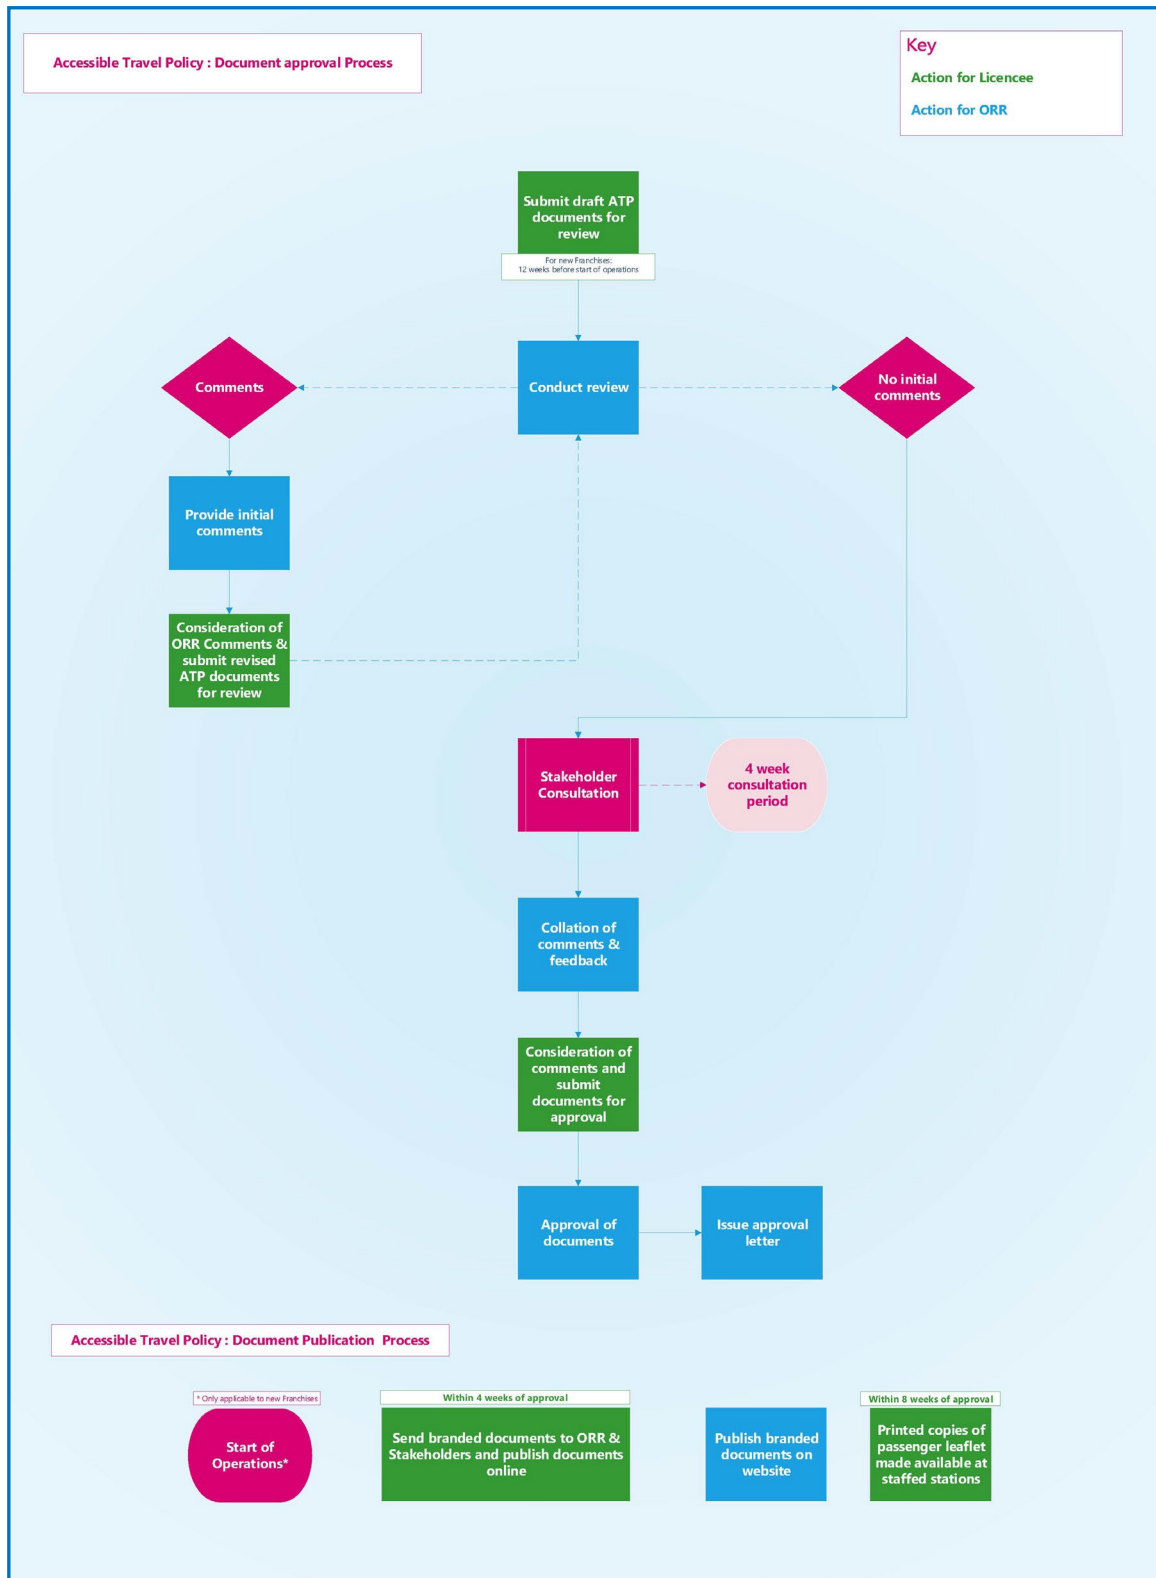 Accessible Travel Policy : Document approval Process
Key
Action for Licencee
Action for ORR
Submit draft ATP
documents for
review
For new Franchises:
12 weeks before start of operations
Comments
Conduct review
No initial
comments
Provide initial
comments
Consideration of
ORR Comments &
submit revised
ATP documents
for review
Stakeholder
Consultation
4 week
consultation
period
Collation of
comments &
feedback
Consideration of
comments and
submit
documents for
approval
Approval of
documents
Issue approval
letter
Accessible Travel Policy : Document Publication  Process
* Only applicable to new Franchises
Start of
Operations*
Within 4 weeks of approval
Send branded documents to ORR &
Stakeholders and publish documents
online
Publish branded
documents on
website
Within 8 weeks of approval
Printed copies of
passenger leaflet
made available at
staffed stations